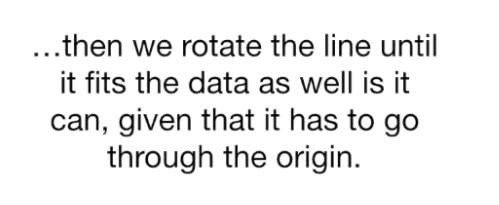 ...then we rotate the line until
it fits the data as well is it
can, given that it has to go
through the origin.